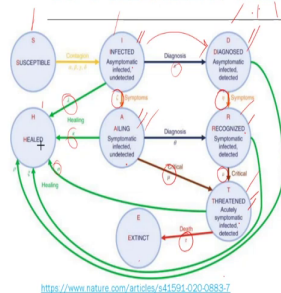 S
SUSCEPTIBLE
Contagion
I
INFECTED
Asymptomatic
infected,
undetected
Diagnosis
D
DIAGNOSED
Asymptomatic
infected,
detected
Symptoms
Symptoms
Healing
H
HEALED
A
AILING
Symptomatic
infected,
undetected
Diagnosis
θ
R
RECOGNIZED
Symptomatic
infected,
detected
Critical
Critical
Healing
T
THREATENED
Acutely
symptomatic
infected,
detected
E
EXTINCT
Death
https://www.nature.com/articles/s41591-020-0883-7